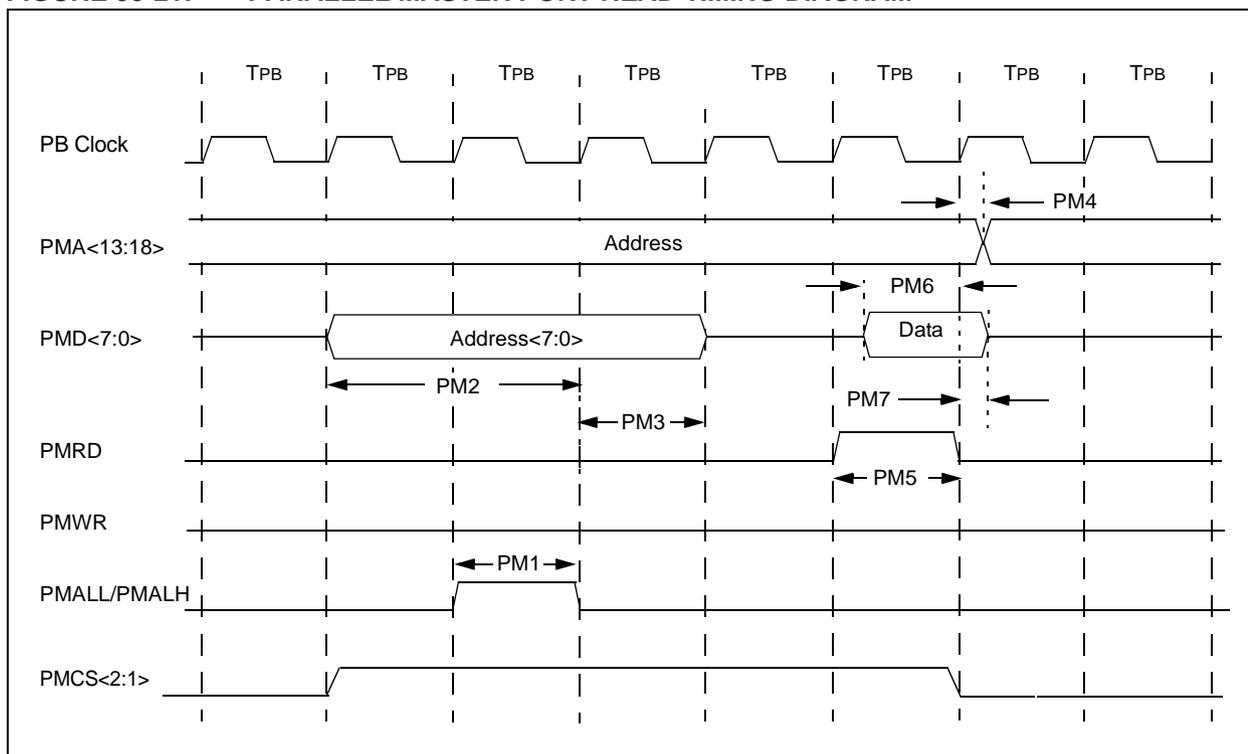 TPB TPB TPB TPB TPB TPB TPB TPB
PB Clock
PM4
PMA<13:18>
Address
PM6
PMD<7:0>
Address<7:0>
Data
PM2
PM7
PM3
PMRD
PM5
PMWR
PM1
PMALL/PMALH
PMCS<2:1>